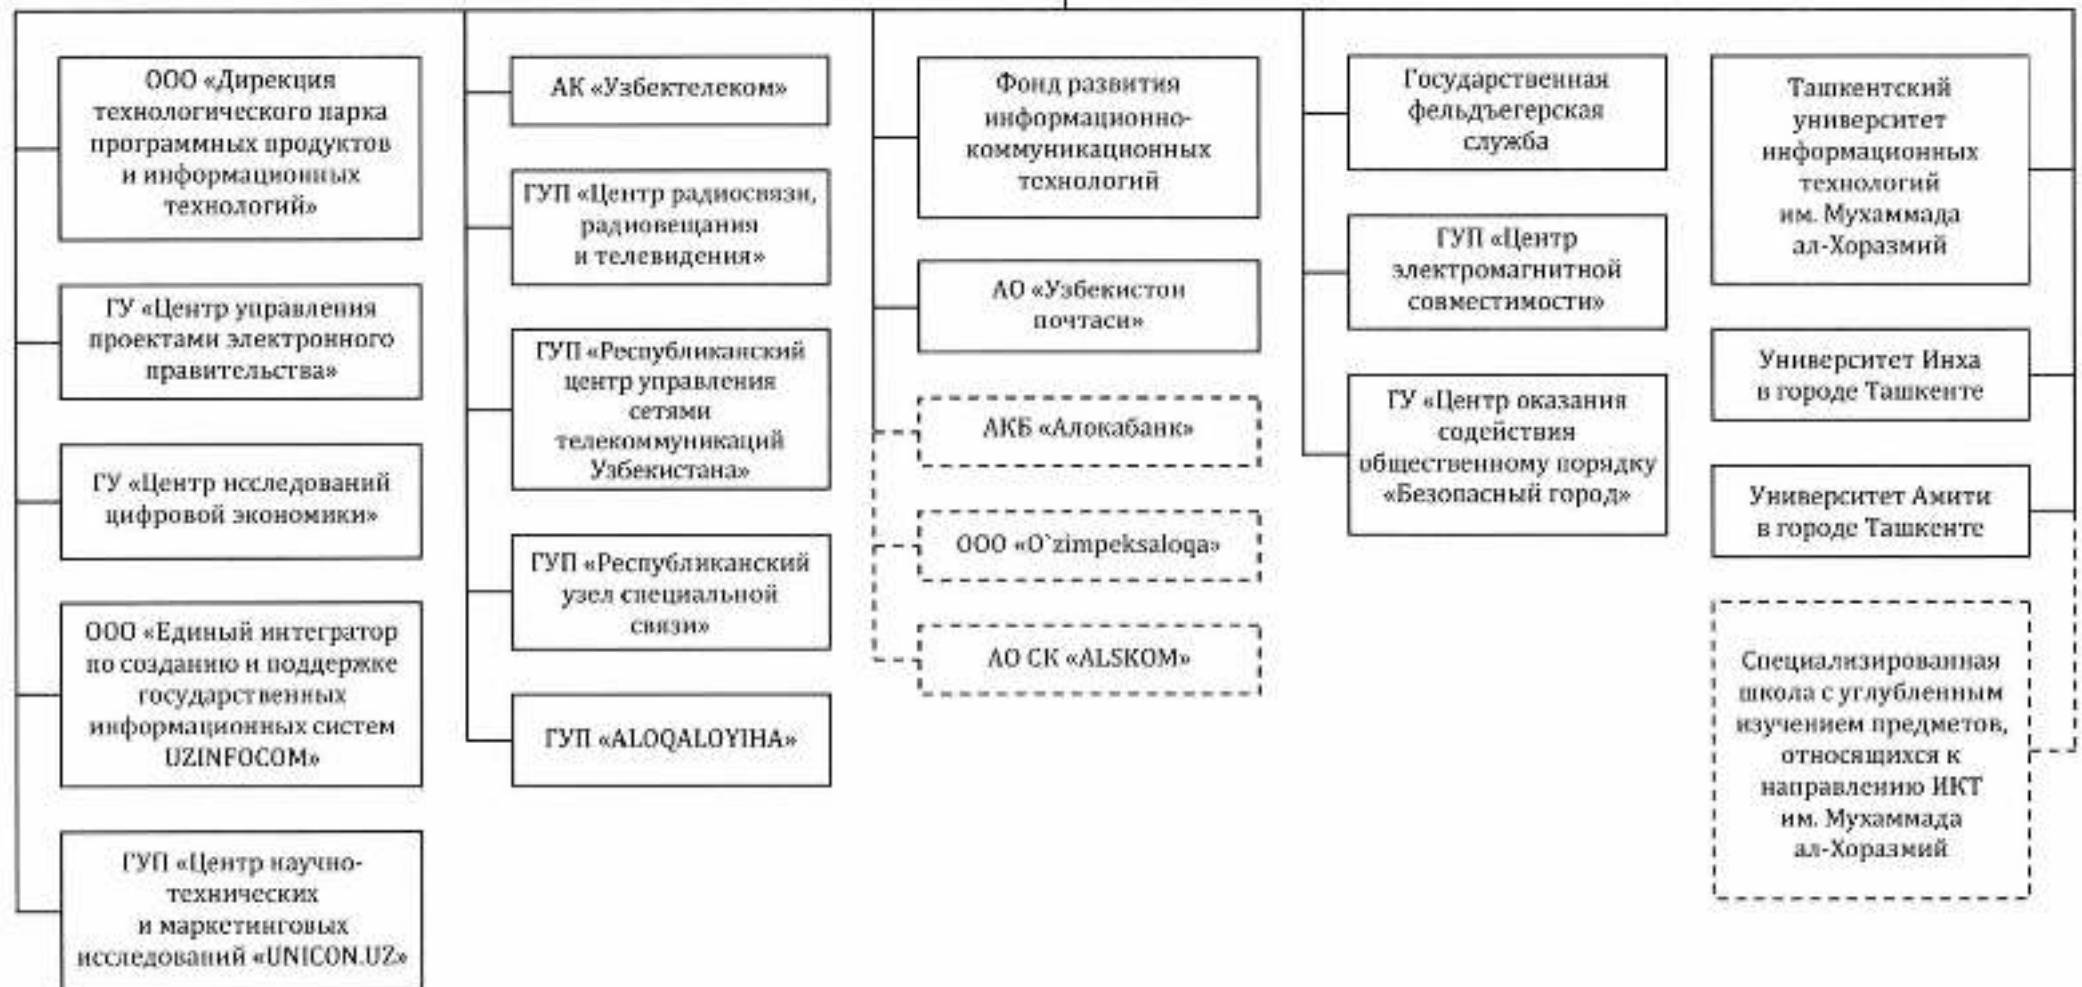 ООО «Дирекция
технологического парка
программных продуктов
и информационных
технологий»
ГУ «Центр управления
проектами электронного
правительства»
ГУ «Центр исследований
цифровой экономики»
ООО «Единый интегратор
по созданию и поддержке
государственных
информационных систем
UZINFOCOM»
ГУП «Центр научно-
технических
и маркетинговых
исследований «UNICON.UZ»
АК «Узбектелеком»
ГУП «Центр радиосвязи,
радиовещания
и телевидения»
ГУП «Республиканский
центр управления
сетями
телекоммуникаций
Узбекистана»
ГУП «Республиканский
узел специальной
связи»
ГУП «ALOQALOYIHA»
Фонд развития
информационно-
коммуникационных
технологий
АО «Узбекистон
почтаси»
АКБ «Алокабанк»
ООО «O`zimpeksaloqa»
АО СК «ALSKOM»
Государственная
фельдъегерская
служба
ГУП «Центр
электромагнитной
совместимости»
ГУ «Центр оказания
содействия
общественному порядку
«Безопасный город»
Ташкентский
университет
информационных
технологий
им. Мухаммада
ал-Хоразмий
Университет Инха
в городе Ташкенте
Университет Амити
в городе Ташкенте
Специализированная
школа с углубленным
изучением предметов,
относящихся к
направлению ИКТ
им. Мухаммада
ал-Хоразмий